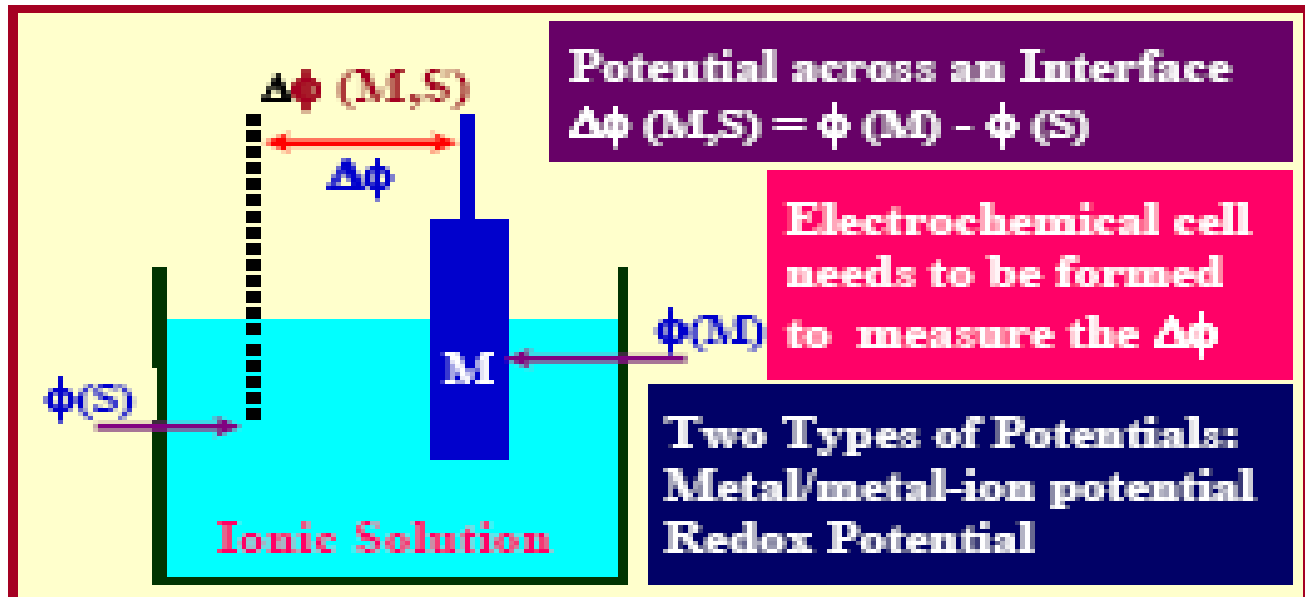 Δϕ (M,S)
Δϕ
ϕ(S)
M
ϕ(M)
Ionic Solution
Potential across an Interface
Δϕ (M,S) = ϕ (M) - ϕ (S)
Electrochemical cell
needs to be formed
to measure the Δϕ
Two Types of Potentials:
Metal/metal-ion potential
Redox Potential